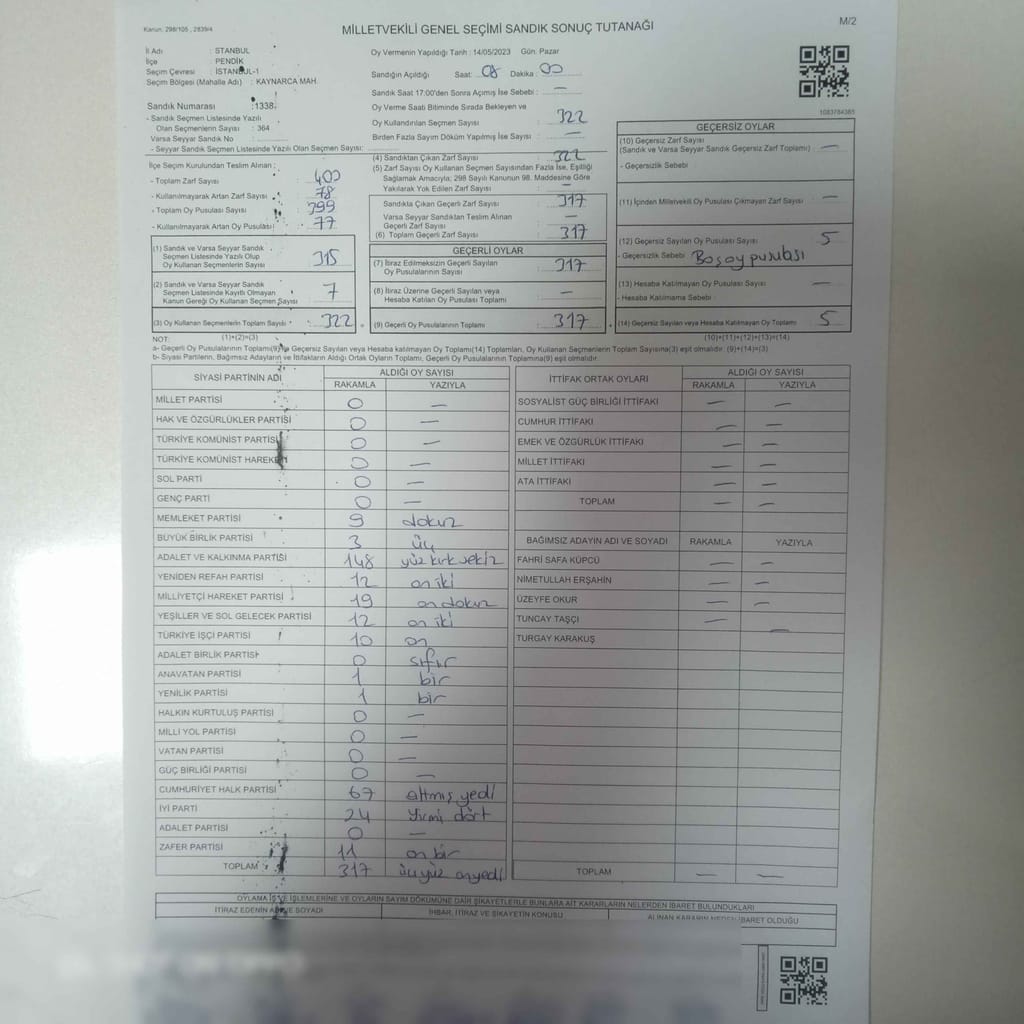 Kanun: 298/105 , 2839/4
MİLLETVEKİLİ GENEL SEÇİMİ SANDIK SONUÇ TUTANAĞI
M/2
İl Adı : İSTANBUL
İlçe : PENDİK
Seçim Çevresi : İSTANBUL-1
Seçim Bölgesi (Mahalle Adı) : KAYNARCA MAH.
Sandık Numarası :1338
- Sandık Seçmen Listesinde Yazılı
Olan Seçmenlerin Sayısı : 364
Varsa Seyyar Sandık No :
- Seyyar Sandık Seçmen Listesinde Yazılı Olan Seçmen Sayısı:
Oy Vermenin Yapıldığı Tarih : 14/05/2023 Gün: Pazar
Sandığın Açıldığı Saat: 08 Dakika: 00
Sandık Saat 17:00'den Sonra Açımış İse Sebebi : —
Oy Verme Saati Bitiminde Sırada Bekleyen ve
Oy Kullandırılan Seçmen Sayısı : 322
Birden Fazla Sayım Döküm Yapılmış İse Sayısı : —
1083784385
İlçe Seçim Kurulundan Teslim Alınan ;
- Toplam Zarf Sayısı : 400
- Kullanılmayarak Artan Zarf Sayısı : 78
- Toplam Oy Pusulası Sayısı : 399
- Kullanılmayarak Artan Oy Pusulası : 77
(1) Sandık ve Varsa Seyyar Sandık
Seçmen Listesinde Yazılı Olup
Oy Kullanan Seçmenlerin Sayısı : 315
(2) Sandık ve Varsa Seyyar Sandık
Seçmen Listesinde Kayıtlı Olmayan
Kanun Gereği Oy Kullanan Seçmen Sayısı : 7
(3) Oy Kullanan Seçmenlerin Toplam Sayısı : 322
(1)+(2)=(3)
(4) Sandıktan Çıkan Zarf Sayısı : 322
(5) Zarf Sayısı Oy Kullanan Seçmen Sayısından Fazla İse, Eşitliği
Sağlamak Amacıyla; 298 Sayılı Kanunun 98. Maddesine Göre
Yakılarak Yok Edilen Zarf Sayısı : —
Sandıkla Çıkan Geçerli Zarf Sayısı : 317
Varsa Seyyar Sandıktan Teslim Alınan
Geçerli Zarf Sayısı : —
(6) Toplam Geçerli Zarf Sayısı : 317
GEÇERLİ OYLAR
(7) İtiraz Edilmeksizin Geçerli Sayılan
Oy Pusulalarının Sayısı : 317
(8) İtiraz Üzerine Geçerli Sayılan veya
Hesaba Katılan Oy Pusulası Toplamı : —
(9) Geçerli Oy Pusulalarının Toplamı : 317
GEÇERSİZ OYLAR
(10) Geçersiz Zarf Sayısı
(Sandık ve Varsa Seyyar Sandık Geçersiz Zarf Toplamı) : —
- Geçersizlik Sebebi :
(11) İçinden Milletvekili Oy Pusulası Çıkmayan Zarf Sayısı : —
(12) Geçersiz Sayılan Oy Pusulası Sayısı : 5
- Geçersizlik Sebebi : Boş oy pusulası
(13) Hesaba Katılmayan Oy Pusulası Sayısı : —
- Hesaba Katılmama Sebebi :
(14) Geçersiz Sayılan veya Hesaba Katılmayan Oy Toplamı : 5
(10)+(11)+(12)+(13)=(14)
NOT:
a- Geçerli Oy Pusulalarının Toplamı(9) ile Geçersiz Sayılan veya Hesaba Katılmayan Oy Toplamı(14) Toplamları, Oy Kullanan Seçmenlerin Toplam Sayısına(3) eşit olmalıdır. (9)+(14)=(3)
b- Siyasi Partilerin, Bağımsız Adayların ve İttifakların Aldığı Ortak Oyların Toplamı, Geçerli Oy Pusulalarının Toplamına(9) eşit olmalıdır.
SİYASİ PARTİNİN ADI ALDIĞI OY SAYISI
RAKAMLA YAZIYLA
MİLLET PARTİSİ 0 —
HAK VE ÖZGÜRLÜKLER PARTİSİ 0 —
TÜRKİYE KOMÜNİST PARTİSİ 0 —
TÜRKİYE KOMÜNİST HAREKETİ 0 —
SOL PARTİ 0 —
GENÇ PARTİ 0 —
MEMLEKET PARTİSİ 9 dokuz
BÜYÜK BİRLİK PARTİSİ 3 üç
ADALET VE KALKINMA PARTİSİ 148 yüz kırk sekiz
YENİDEN REFAH PARTİSİ 12 on iki
MİLLİYETÇİ HAREKET PARTİSİ 19 on dokuz
YEŞİLLER VE SOL GELECEK PARTİSİ 12 on iki
TÜRKİYE İŞÇİ PARTİSİ 10 on
ADALET BİRLİK PARTİSİ 0 sıfır
ANAVATAN PARTİSİ 1 bir
YENİLİK PARTİSİ 1 bir
HALKIN KURTULUŞ PARTİSİ 0 —
MİLLİ YOL PARTİSİ 0 —
VATAN PARTİSİ 0 —
GÜÇ BİRLİĞİ PARTİSİ 0 —
CUMHURİYET HALK PARTİSİ 67 altmış yedi
İYİ PARTİ 24 yirmi dört
ADALET PARTİSİ 0 —
ZAFER PARTİSİ 11 on bir
TOPLAM 317 üçyüz onyedi
İTTİFAK ORTAK OYLARI ALDIĞI OY SAYISI
RAKAMLA YAZIYLA
SOSYALİST GÜÇ BİRLİĞİ İTTİFAKI — —
CUMHUR İTTİFAKI — —
EMEK VE ÖZGÜRLÜK İTTİFAKI — —
MİLLET İTTİFAKI — —
ATA İTTİFAKI — —
TOPLAM — —
BAĞIMSIZ ADAYIN ADI VE SOYADI RAKAMLA YAZIYLA
FAHRİ SAFA KÜPCÜ — —
NİMETULLAH ERŞAHİN — —
ÜZEYFE OKUR — —
TUNCAY TAŞÇI — —
TURGAY KARAKUŞ
TOPLAM — —
OYLAMA İŞ VE İŞLEMLERİNE VE OYLARIN SAYIM DÖKÜMÜNE DAİR ŞİKAYETLERLE BUNLARA AİT KARARLARIN NELERDEN İBARET BULUNDUKLARI
İTİRAZ EDENİN ADI VE SOYADI İHBAR, İTİRAZ VE ŞİKAYETİN KONUSU ALINAN KARARIN NEDEN İBARET OLDUĞU